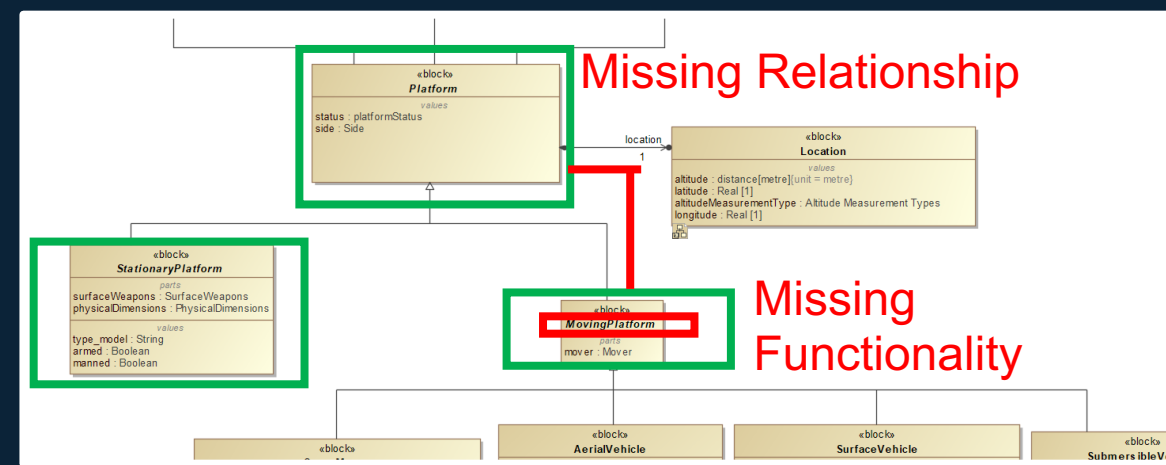 «block»
Platform
values
status : platformStatus
side : Side
Missing Relationship
location
1
«block»
Location
values
altitude : distance[metre]{unit = metre}
latitude : Real [1]
altitudeMeasurementType : Altitude Measurement Types
longitude : Real [1]
«block»
StationaryPlatform
parts
surfaceWeapons : SurfaceWeapons
physicalDimensions : PhysicalDimensions
values
type_model : String
armed : Boolean
manned : Boolean
«block»
MovingPlatform
parts
mover : Mover
Missing
Functionality
«block»
«block»
AerialVehicle
«block»
SurfaceVehicle
«block»